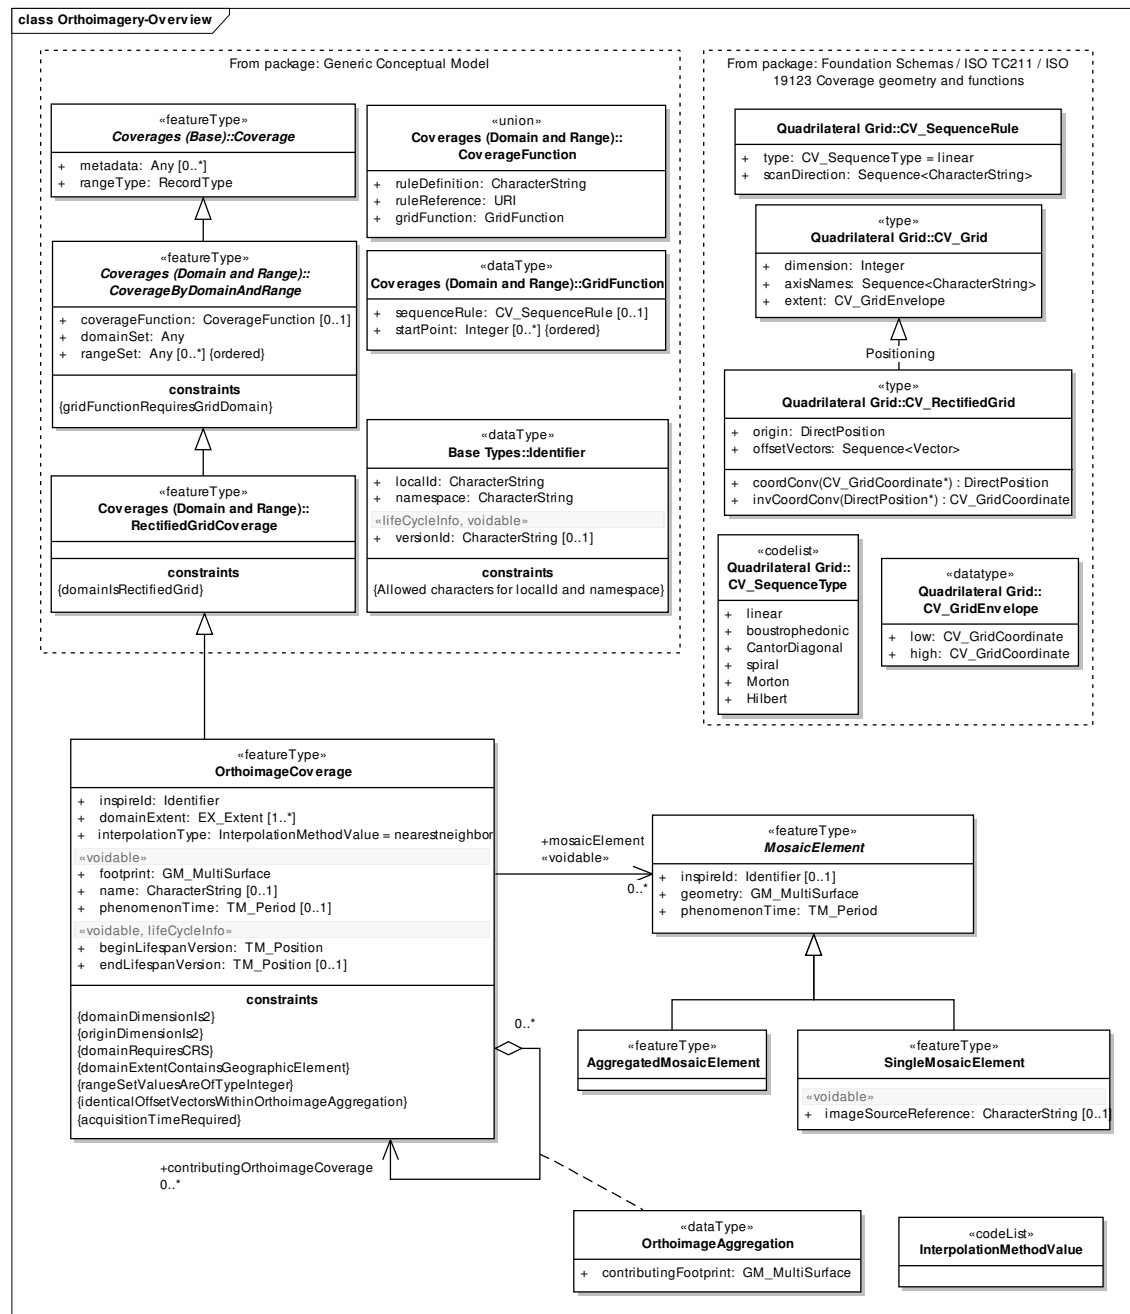 class Orthoimagery-Overview
From package: Generic Conceptual Model
«featureType»
Coverages (Base)::Coverage
+ metadata: Any [0..*]
+ rangeType: RecordType
«union»
Coverages (Domain and Range)::
CoverageFunction
+ ruleDefinition: CharacterString
+ ruleReference: URI
+ gridFunction: GridFunction
«featureType»
Coverages (Domain and Range)::
CoverageByDomainAndRange
+ coverageFunction: CoverageFunction [0..1]
+ domainSet: Any
+ rangeSet: Any [0..*] {ordered}
constraints
{gridFunctionRequiresGridDomain}
«dataType»
Coverages (Domain and Range)::GridFunction
+ sequenceRule: CV_SequenceRule [0..1]
+ startPoint: Integer [0..*] {ordered}
«featureType»
Coverages (Domain and Range)::
RectifiedGridCoverage
constraints
{domainIsRectifiedGrid}
«dataType»
Base Types::Identifier
+ localId: CharacterString
+ namespace: CharacterString
«lifeCycleInfo, voidable»
+ versionId: CharacterString [0..1]
constraints
{Allowed characters for localId and namespace}
From package: Foundation Schemas / ISO TC211 / ISO
19123 Coverage geometry and functions
Quadrilateral Grid::CV_SequenceRule
+ type: CV_SequenceType = linear
+ scanDirection: Sequence<CharacterString>
«type»
Quadrilateral Grid::CV_Grid
+ dimension: Integer
+ axisNames: Sequence<CharacterString>
+ extent: CV_GridEnvelope
Positioning
«type»
Quadrilateral Grid::CV_RectifiedGrid
+ origin: DirectPosition
+ offsetVectors: Sequence<Vector>
+ coordConv(CV_GridCoordinate*) : DirectPosition
+ invCoordConv(DirectPosition*) : CV_GridCoordinate
«codelist»
Quadrilateral Grid::
CV_SequenceType
+ linear
+ boustrophedonic
+ CantorDiagonal
+ spiral
+ Morton
+ Hilbert
«datatype»
Quadrilateral Grid::
CV_GridEnvelope
+ low: CV_GridCoordinate
+ high: CV_GridCoordinate
«featureType»
OrthoimageCoverage
+ inspireId: Identifier
+ domainExtent: EX_Extent [1..*]
+ interpolationType: InterpolationMethodValue = nearestneighbor
«voidable»
+ footprint: GM_MultiSurface
+ name: CharacterString [0..1]
+ phenomenonTime: TM_Period [0..1]
«voidable, lifeCycleInfo»
+ beginLifespanVersion: TM_Position
+ endLifespanVersion: TM_Position [0..1]
constraints
{domainDimensionIs2}
{originDimensionIs2}
{domainRequiresCRS}
{domainExtentContainsGeographicElement}
{rangeSetValuesAreOfTypeInteger}
{identicalOffsetVectorsWithinOrthoimageAggregation}
{acquisitionTimeRequired}
+mosaicElement
«voidable»
0..*
«featureType»
MosaicElement
+ inspireId: Identifier [0..1]
+ geometry: GM_MultiSurface
+ phenomenonTime: TM_Period
0..*
«featureType»
AggregatedMosaicElement
«featureType»
SingleMosaicElement
«voidable»
+ imageSourceReference: CharacterString [0..1]
+contributingOrthoimageCoverage
0..*
«dataType»
OrthoimageAggregation
+ contributingFootprint: GM_MultiSurface
«codeList»
InterpolationMethodValue